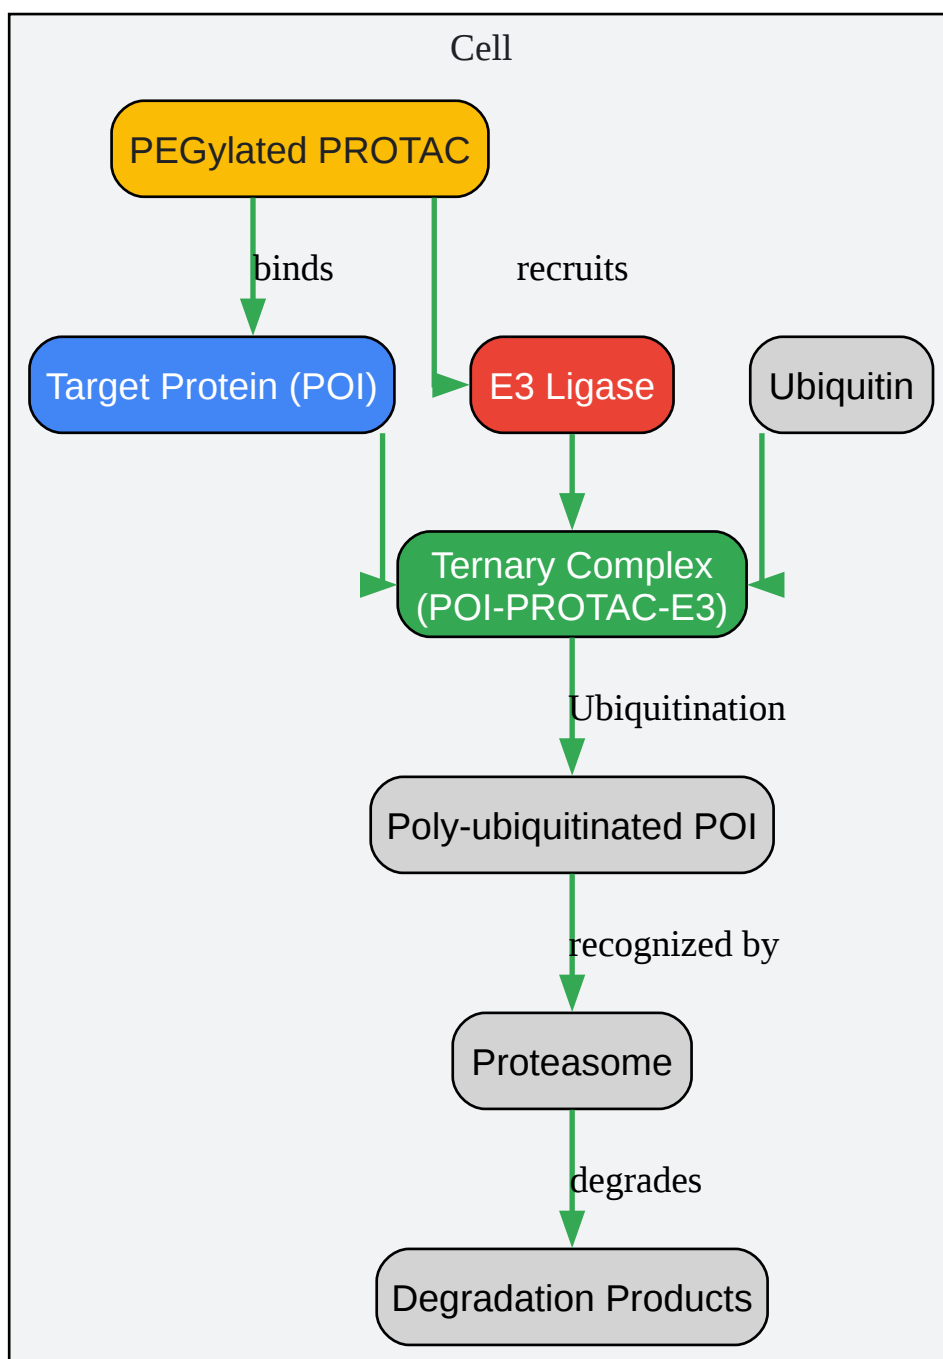 Cell
PEGylated PROTAC
binds
recruits
Target Protein (POI)
E3 Ligase
Ubiquitin
Ternary Complex
(POI-PROTAC-E3)
Ubiquitination
Poly-ubiquitinated POI
recognized by
Proteasome
degrades
Degradation Products